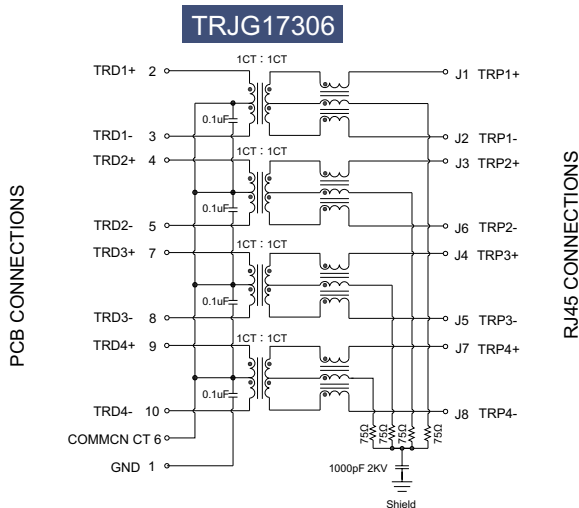 TRJG17306
1CT : 1CT
TRD1+ 2
J1 TRP1+
0.1uF
TRD1- 3
J2 TRP1-
TRD2+ 4
J3 TRP2+
1CT : 1CT
0.1uF
TRD2- 5
J6 TRP2-
TRD3+ 7
J4 TRP3+
1CT : 1CT
0.1uF
TRD3- 8
J5 TRP3-
TRD4+ 9
J7 TRP4+
1CT : 1CT
0.1uF
TRD4- 10
J8 TRP4-
75Ω
75Ω
75Ω
75Ω
COMMCN CT 6
GND 1
1000pF 2KV
Shield
PCB CONNECTIONS
RJ45 CONNECTIONS